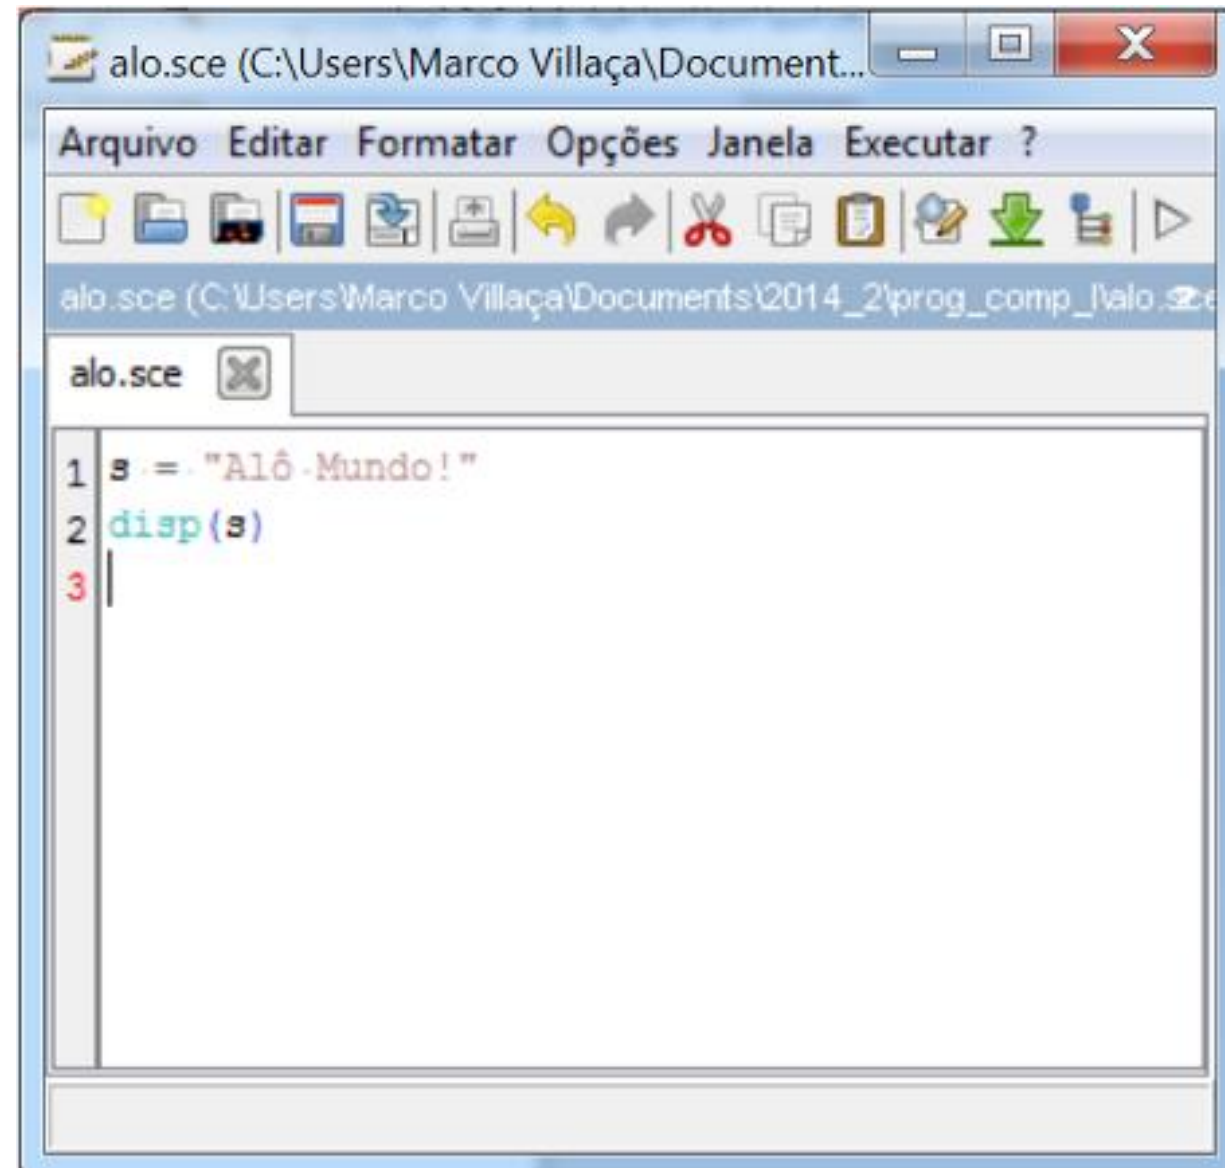 alo.sce (C:\Users\Marco Villaça\Document...
Arquivo Editar Formatar Opções Janela Executar ?
alo.sce (C:\Users\Marco Villaça\Documents\2014_2\prog_comp_I\alo.sce
alo.sce
1 s = "Alô Mundo!"
2 disp(s)
3